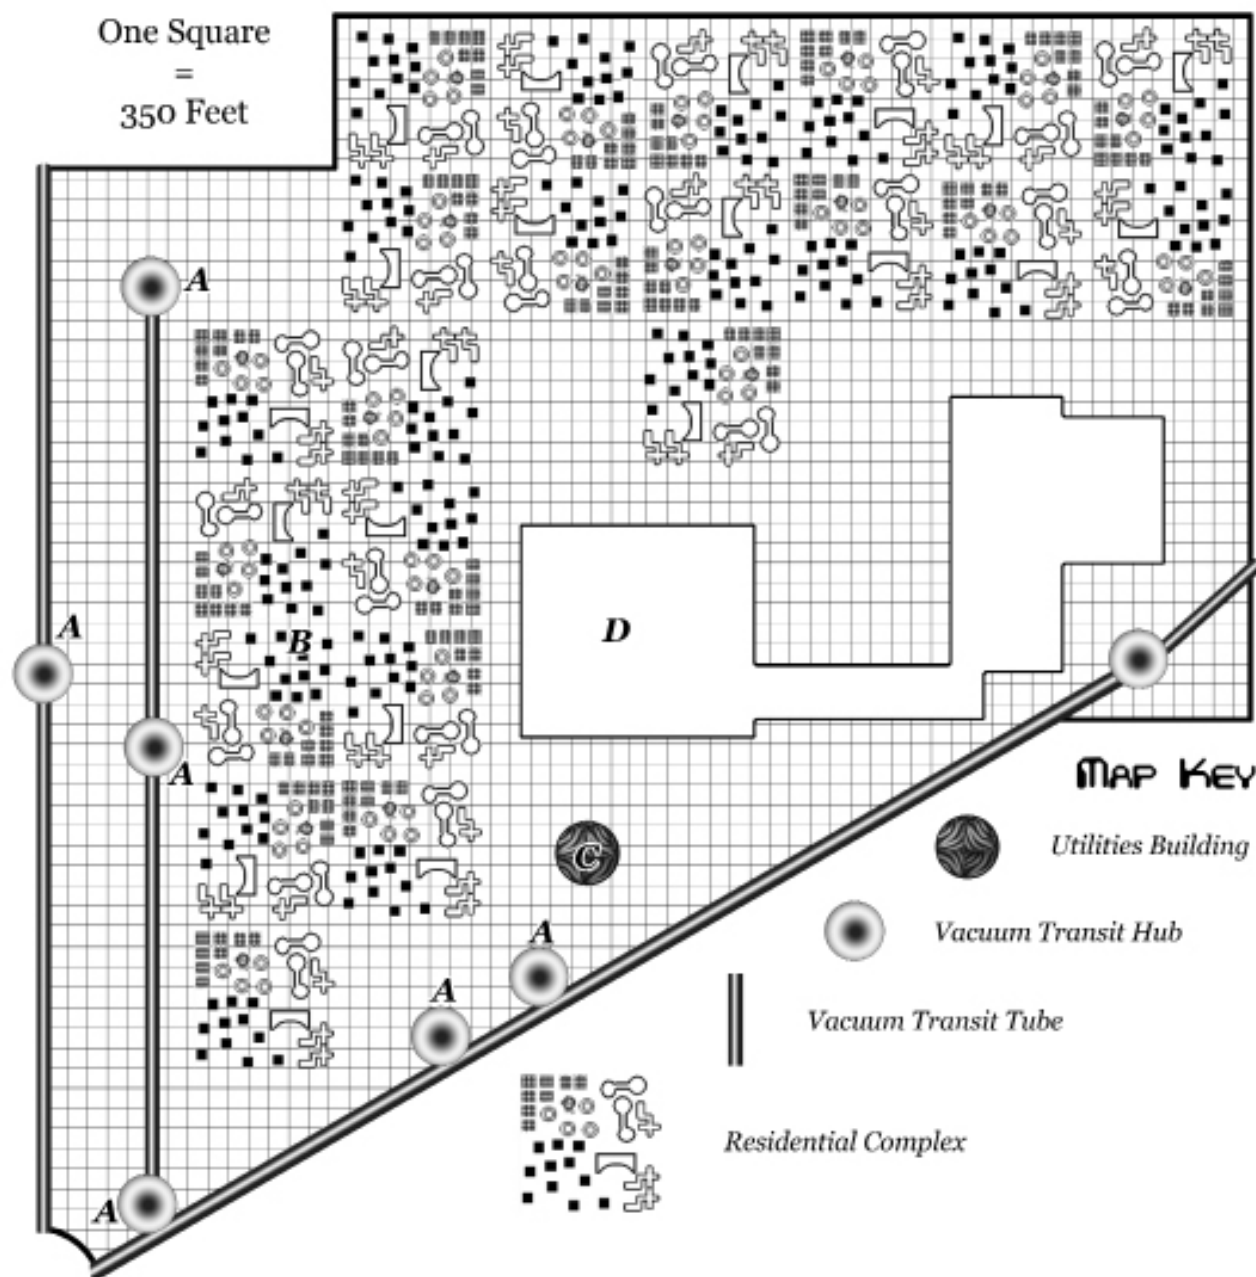 One Square
=
350 Feet
A
A
B
D
A
A
MAP KEY
C
Utilities Building
A
Vacuum Transit Hub
A
Vacuum Transit Tube
Residential Complex
A